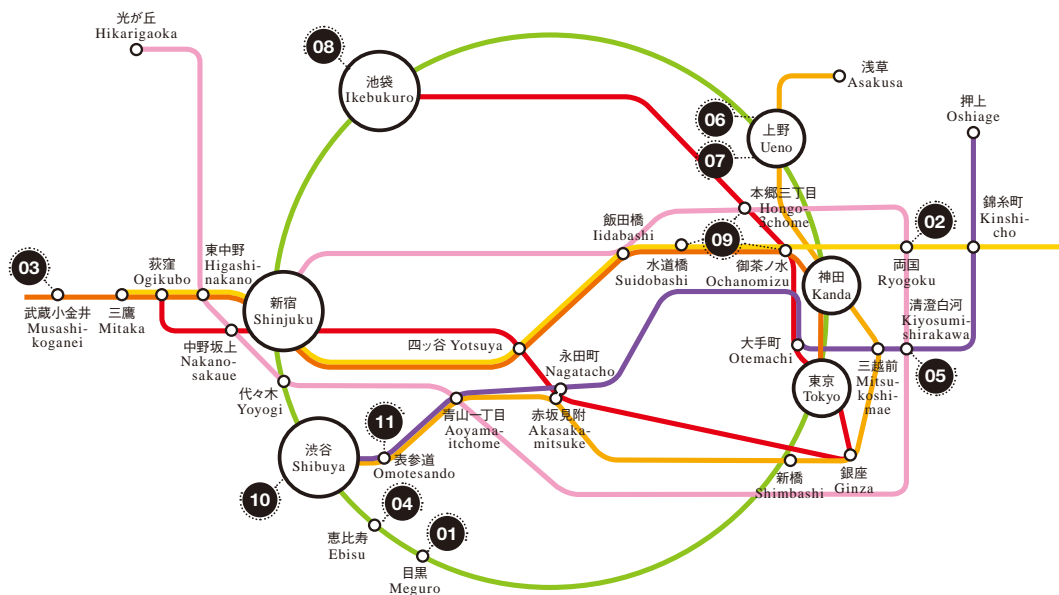 光が丘
Hikarigaoka
08
池袋
Ikebukuro
浅草
Asakusa
押上
Oshiage
06
上野
Ueno
07
本郷三丁目
Hongo-
3chome
錦糸町
Kinshi-
cho
02
飯田橋
Iidabashi
09
水道橋
Suidobashi
御茶ノ水
Ochanomizu
両国
Ryogoku
神田
Kanda
03
武蔵小金井
Musashi-
koganei
三鷹
Mitaka
荻窪
Ogikubo
東中野
Higashi-
nakano
新宿
Shinjuku
中野坂上
Nakano-
sakaue
四ッ谷 Yotsuya
永田町
Nagatacho
大手町
Otemachi
清澄白河
Kiyosumi-
shirakawa
三越前
Mitsu-
koshi-
mae
05
東京
Tokyo
代々木
Yoyogi
青山一丁目
Aoyama-
itchome
赤坂見附
Akasaka-
mitsuke
11
渋谷
Shibuya
表参道
Omotesando
新橋
Shimbashi
銀座
Ginza
10
04
恵比寿
Ebisu
01
目黒
Meguro